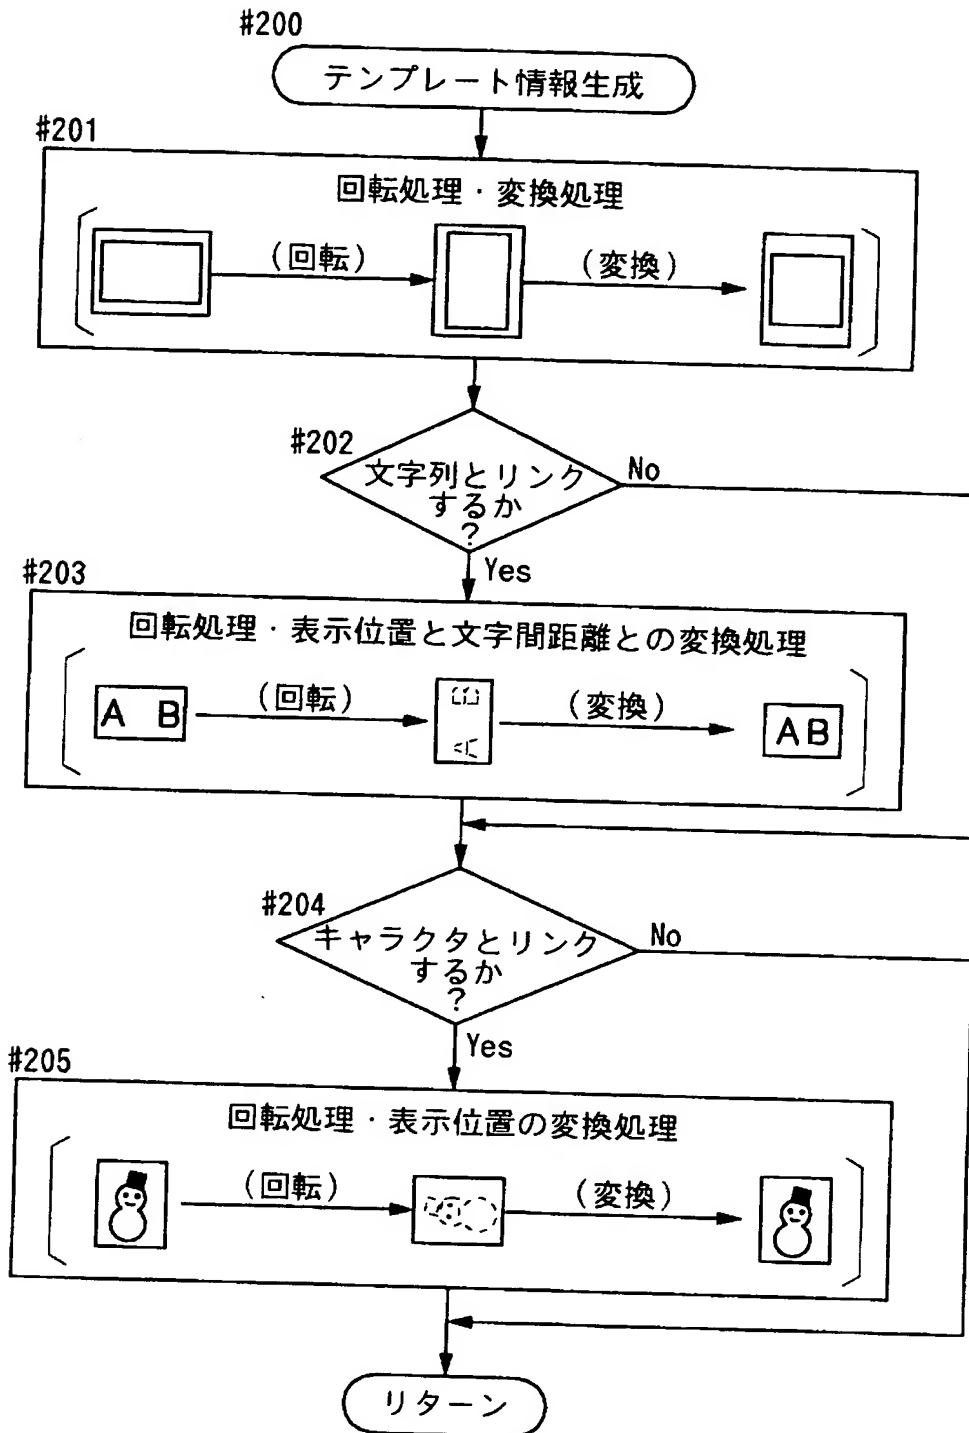 #200
テンプレート情報生成
#201
回転処理・変換処理
(回転)
(変換)
#202
文字列とリンク
するか
?
No
Yes
#203
回転処理・表示位置と文字間距離との変換処理
A B
(回転)
A B
(変換)
AB
#204
キャラクタとリンク
するか
?
No
Yes
#205
回転処理・表示位置の変換処理
(回転)
(変換)
リターン